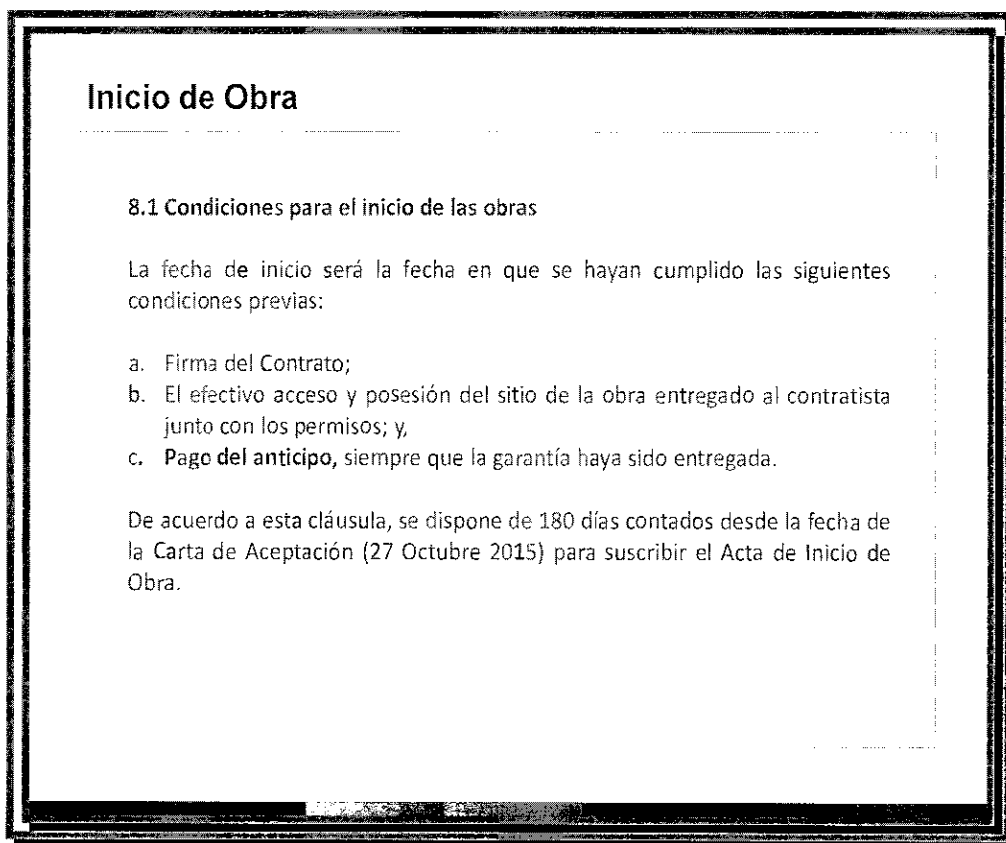 Inicio de Obra
8.1 Condiciones para el inicio de las obras
La fecha de inicio será la fecha en que se hayan cumplido las siguientes
condiciones previas:
a. Firma del Contrato;
b. El efectivo acceso y posesión del sitio de la obra entregado al contratista
junto con los permisos; y,
c. Pago del anticipo, siempre que la garantía haya sido entregada.
De acuerdo a esta cláusula, se dispone de 180 días contados desde la fecha de
la Carta de Aceptación (27 Octubre 2015) para suscribir el Acta de Inicio de
Obra.